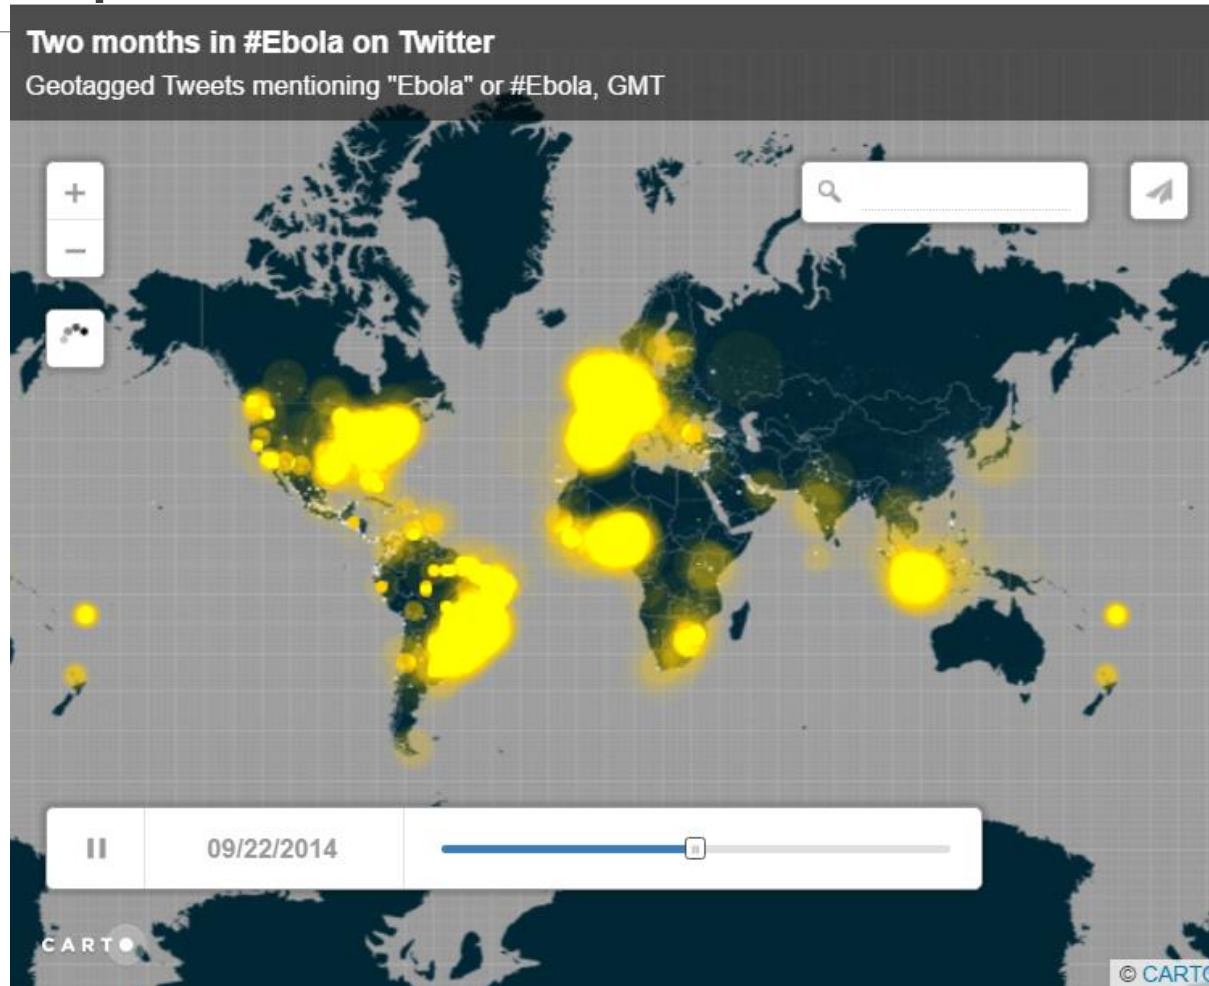 Two months in #Ebola on Twitter
Geotagged Tweets mentioning "Ebola" or #Ebola, GMT
+
−
09/22/2014
CARTO
© CARTO